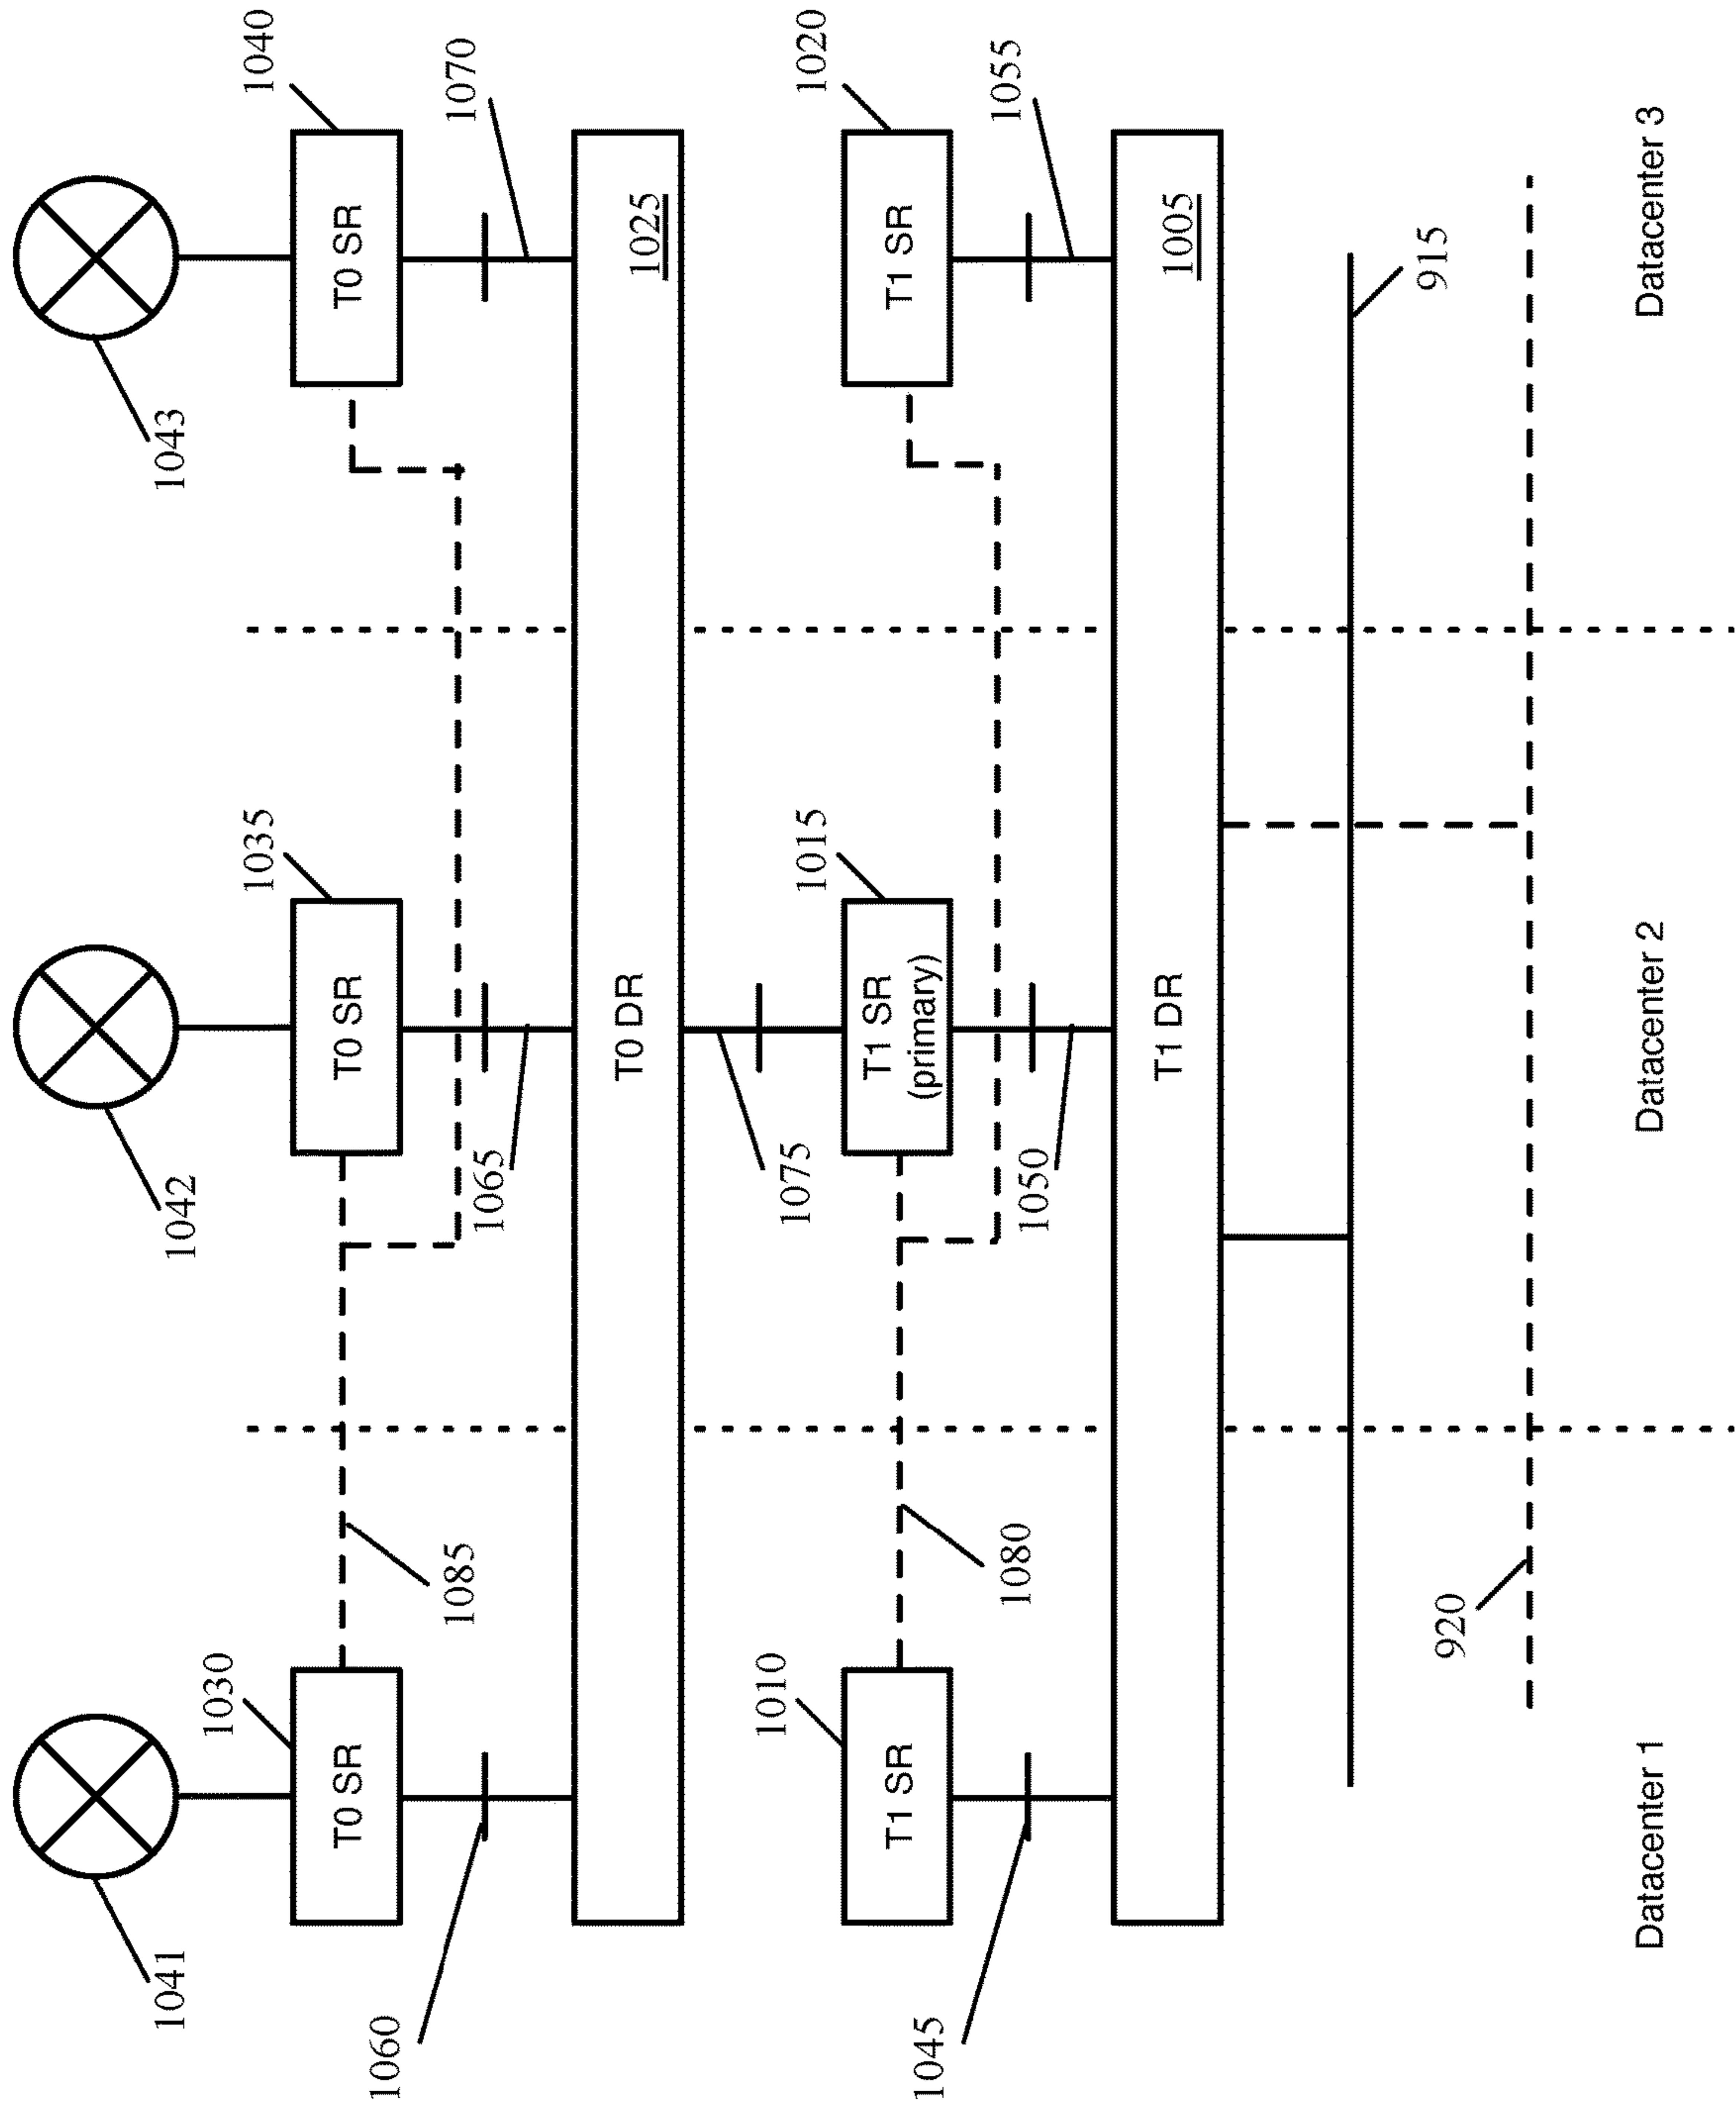 1041
1042
1043
1030
1035
1040
T0 SR
T0 SR
T0 SR
1085
1060
1065
1070
T0 DR
1025
1075
1010
1015
1020
T1 SR
T1 SR
(primary)
T1 SR
1080
1045
1050
1055
T1 DR
1005
915
920
Datacenter 1
Datacenter 2
Datacenter 3